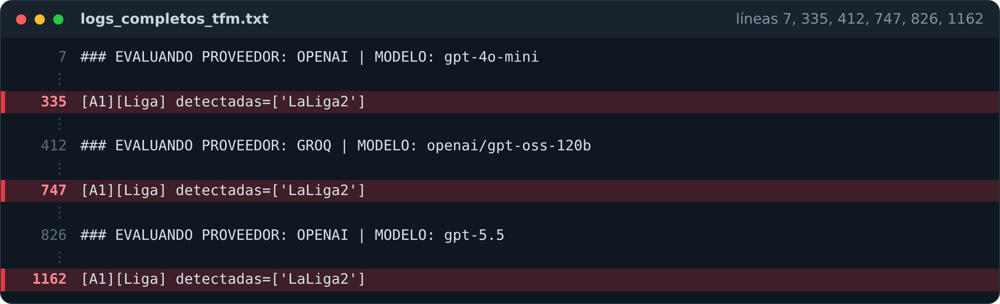 logs_completos_tfm.txt
líneas 7, 335, 412, 747, 826, 1162
7 ### EVALUANDO PROVEEDOR: OPENAI | MODELO: gpt-4o-mini
⋮
335 [A1][Liga] detectadas=['LaLiga2']
⋮
412 ### EVALUANDO PROVEEDOR: GROQ | MODELO: openai/gpt-oss-120b
⋮
747 [A1][Liga] detectadas=['LaLiga2']
⋮
826 ### EVALUANDO PROVEEDOR: OPENAI | MODELO: gpt-5.5
⋮
1162 [A1][Liga] detectadas=['LaLiga2']